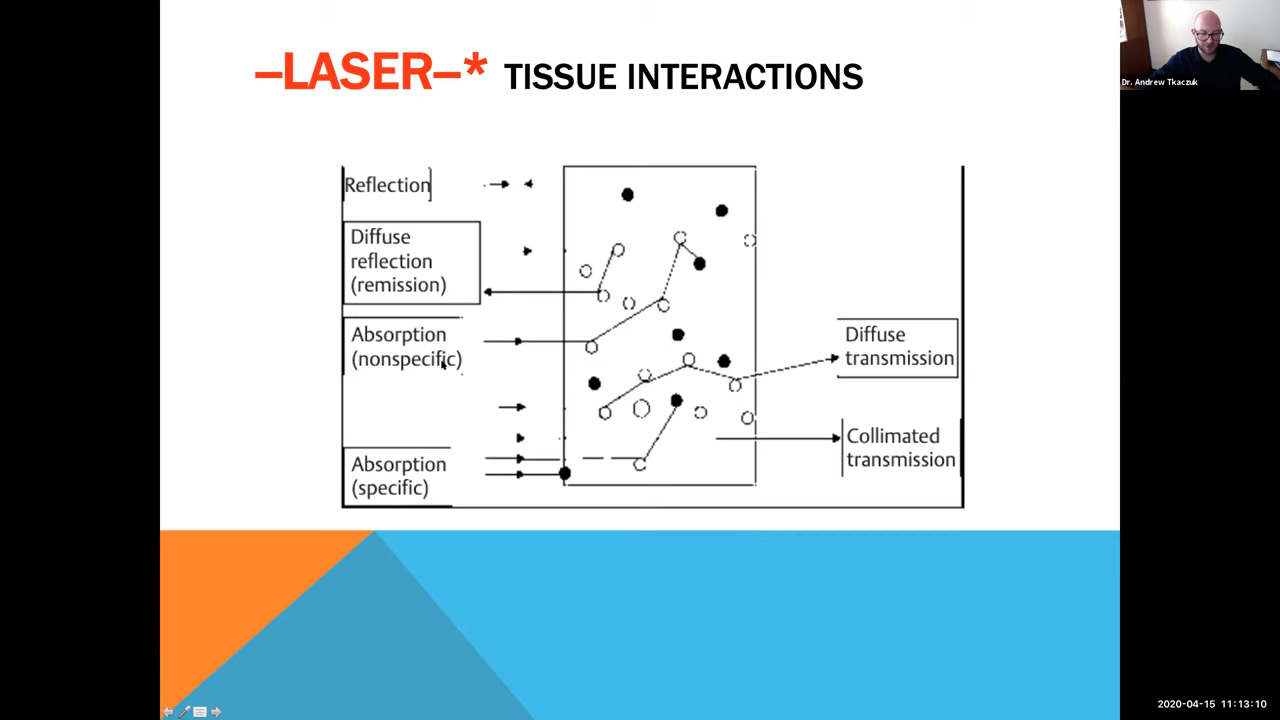 –LASER–* TISSUE INTERACTIONS
Dr. Andrew Tkaczuk
Reflection
Diffuse
reflection
(remission)
Absorption
(nonspecific)
Absorption
(specific)
Diffuse
transmission
Collimated
transmission
2020-04-15 11:13:10